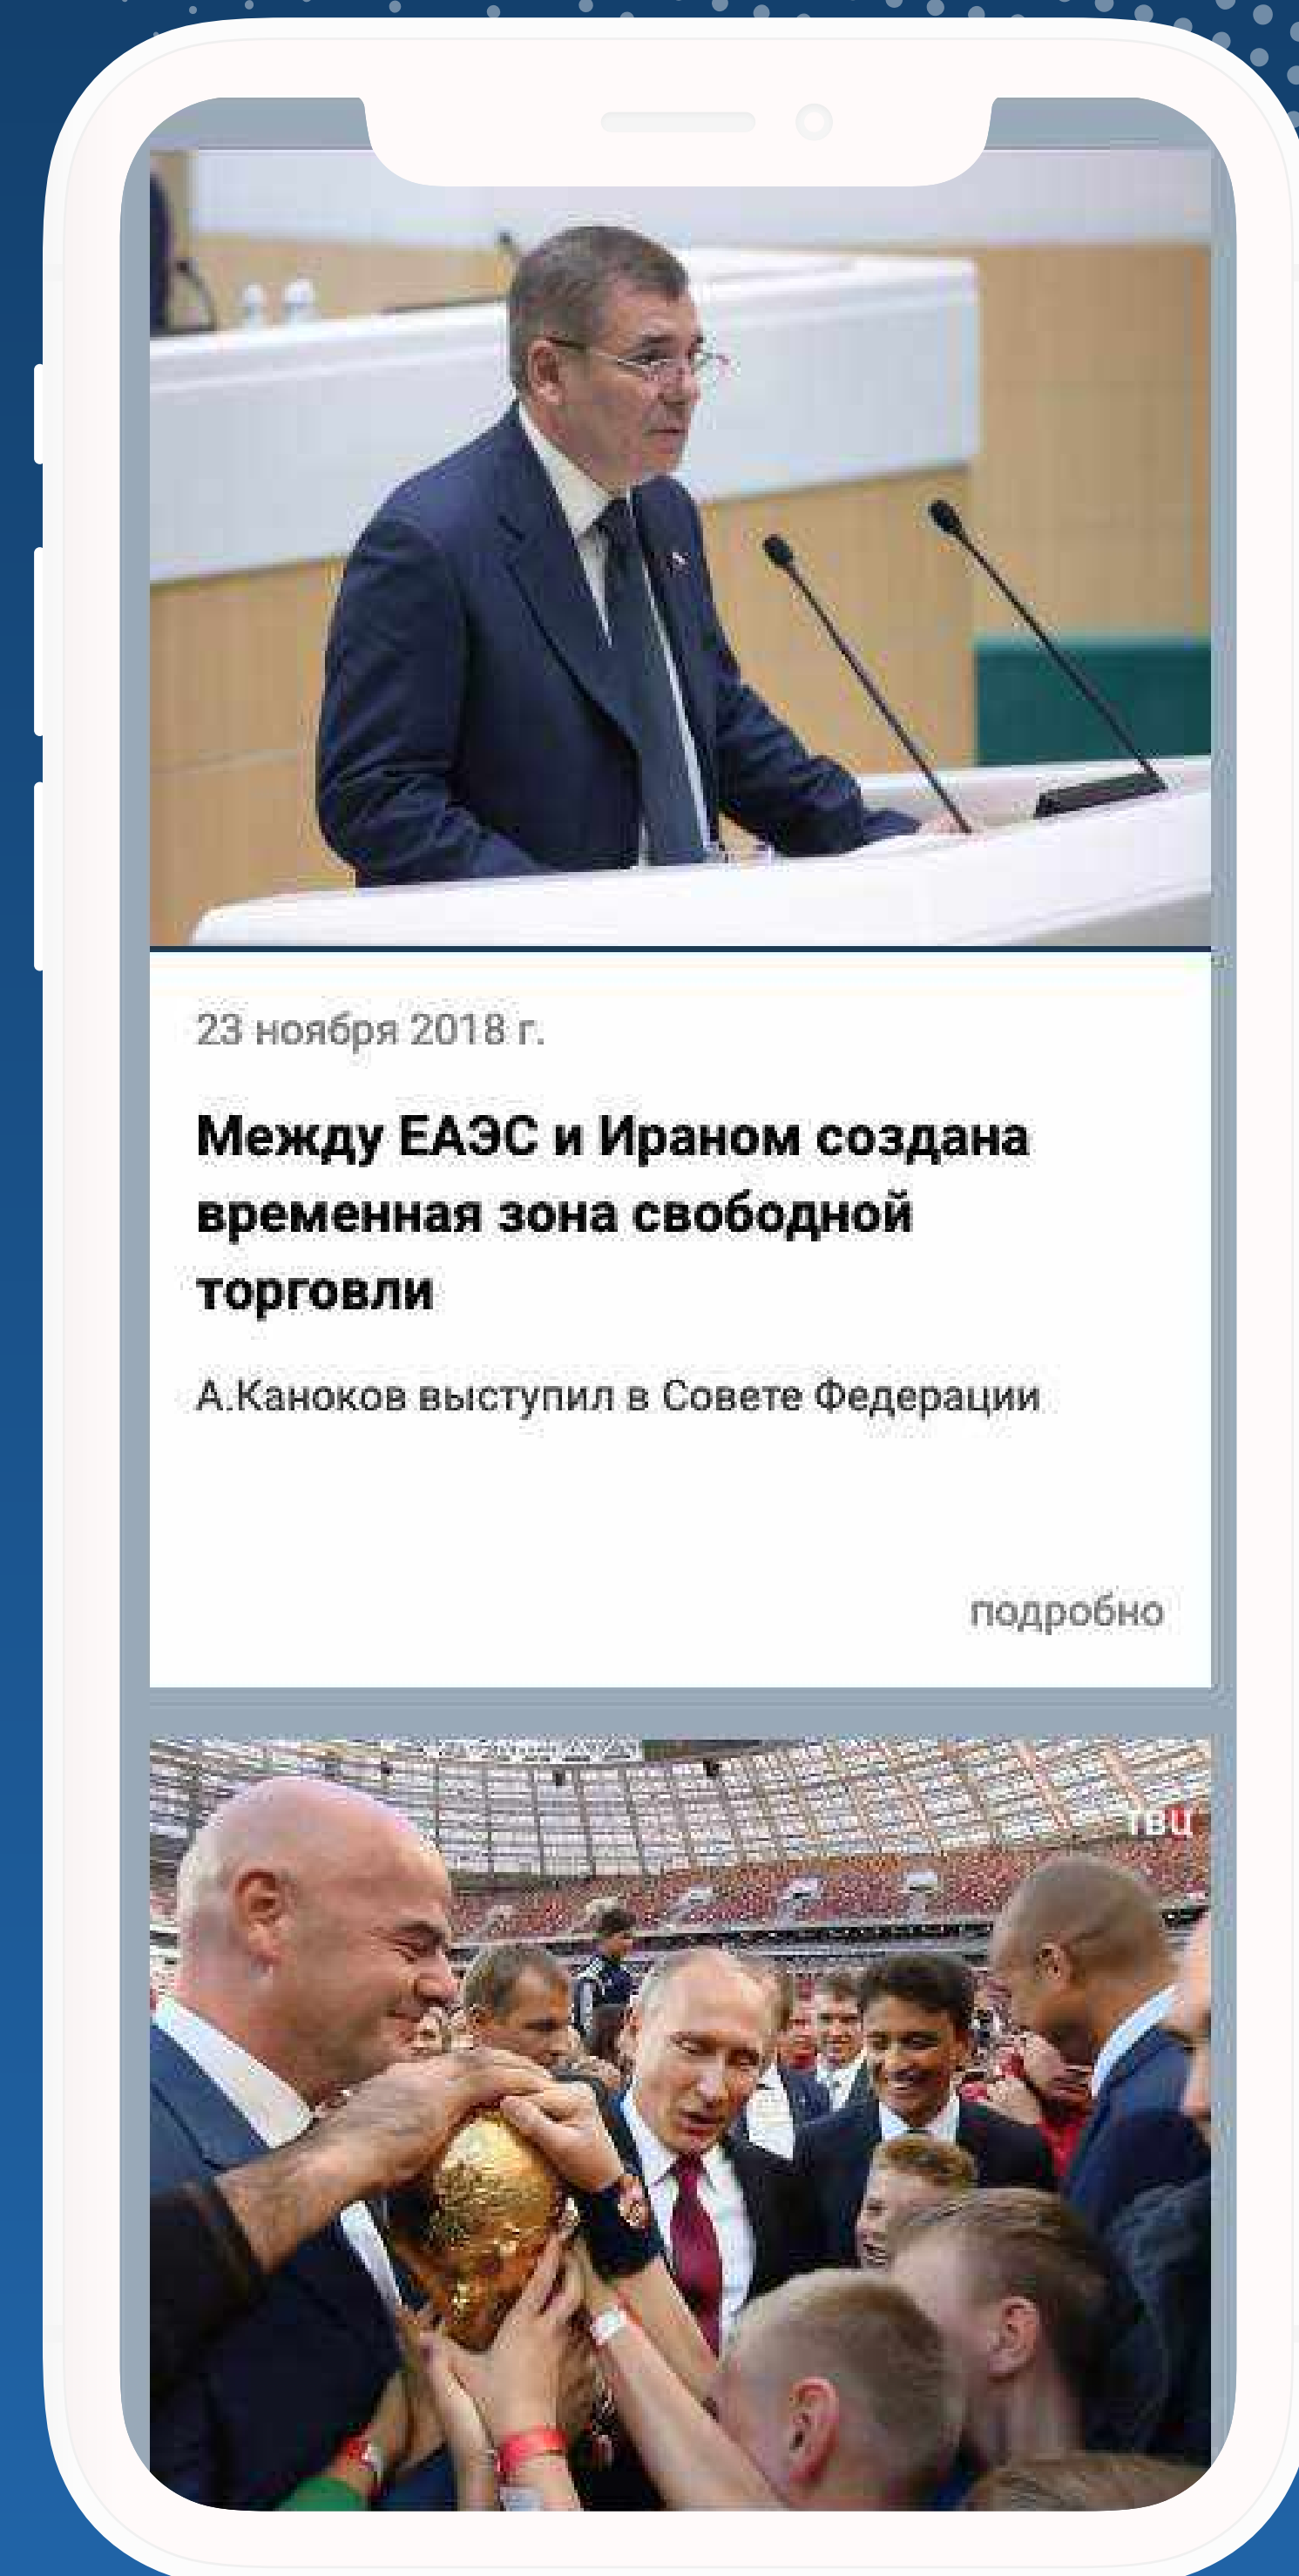 23 ноября 2018 г.
Между ЕАЭС и Ираном создана
временная зона свободной
торговли
А.Каноков выступил в Совете Федерации
подробно
ТВЦ